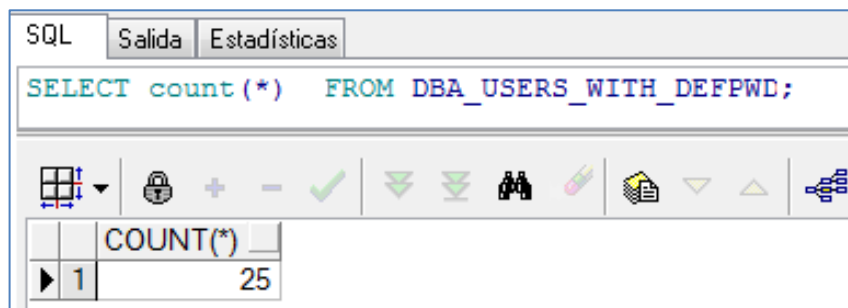 SQL Salida Estadísticas
SELECT count(*) FROM DBA_USERS_WITH_DEFPWD;
COUNT(*)
1 25